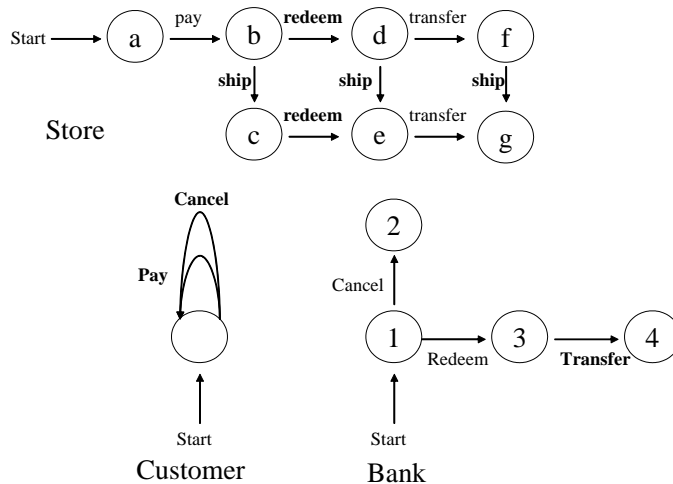 Start a pay b redeem d transfer f
ship ship ship
c redeem e transfer g
Store
Cancel
Pay
Start
Customer
2
Cancel
1 Redeem 3 Transfer 4
Start
Bank